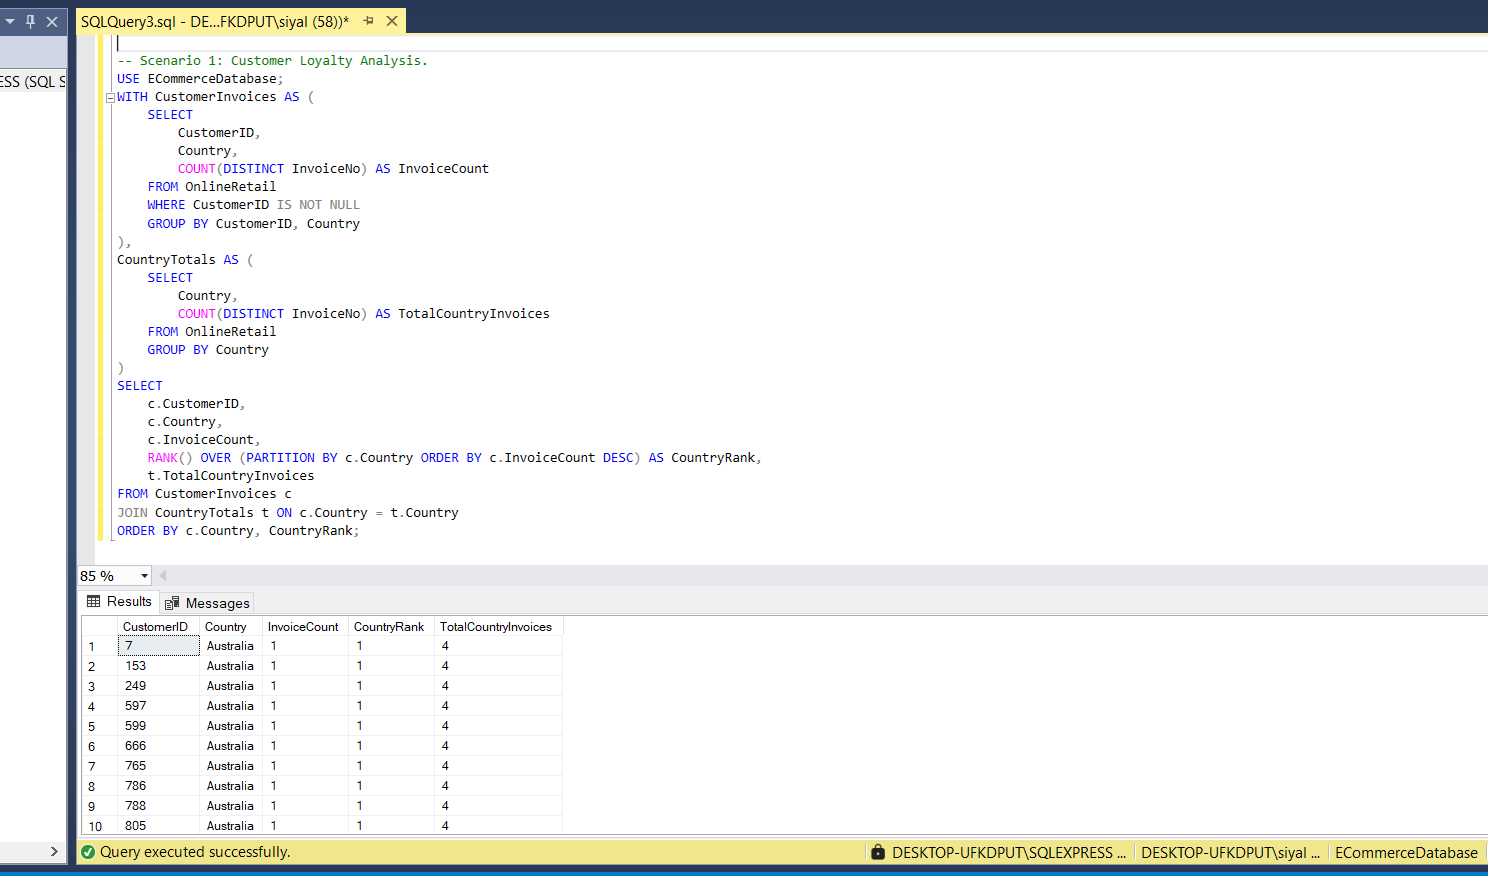 SQLQuery3.sql - DE...FKDPUT\siyal (58))*
ESS (SQL S
-- Scenario 1: Customer Loyalty Analysis.
USE ECommerceDatabase;
WITH CustomerInvoices AS (
SELECT
CustomerID,
Country,
COUNT(DISTINCT InvoiceNo) AS InvoiceCount
FROM OnlineRetail
WHERE CustomerID IS NOT NULL
GROUP BY CustomerID, Country
),
CountryTotals AS (
SELECT
Country,
COUNT(DISTINCT InvoiceNo) AS TotalCountryInvoices
FROM OnlineRetail
GROUP BY Country
)
SELECT
c.CustomerID,
c.Country,
c.InvoiceCount,
RANK() OVER (PARTITION BY c.Country ORDER BY c.InvoiceCount DESC) AS CountryRank,
t.TotalCountryInvoices
FROM CustomerInvoices c
JOIN CountryTotals t ON c.Country = t.Country
ORDER BY c.Country, CountryRank;
85 %
Results Messages
CustomerID Country InvoiceCount CountryRank TotalCountryInvoices
1 7 Australia 1 1 4
2 153 Australia 1 1 4
3 249 Australia 1 1 4
4 597 Australia 1 1 4
5 599 Australia 1 1 4
6 666 Australia 1 1 4
7 765 Australia 1 1 4
8 786 Australia 1 1 4
9 788 Australia 1 1 4
10 805 Australia 1 1 4
Query executed successfully. DESKTOP-UFKDPUT\SQLEXPRESS ... DESKTOP-UFKDPUT\siyal ... ECommerceDatabase